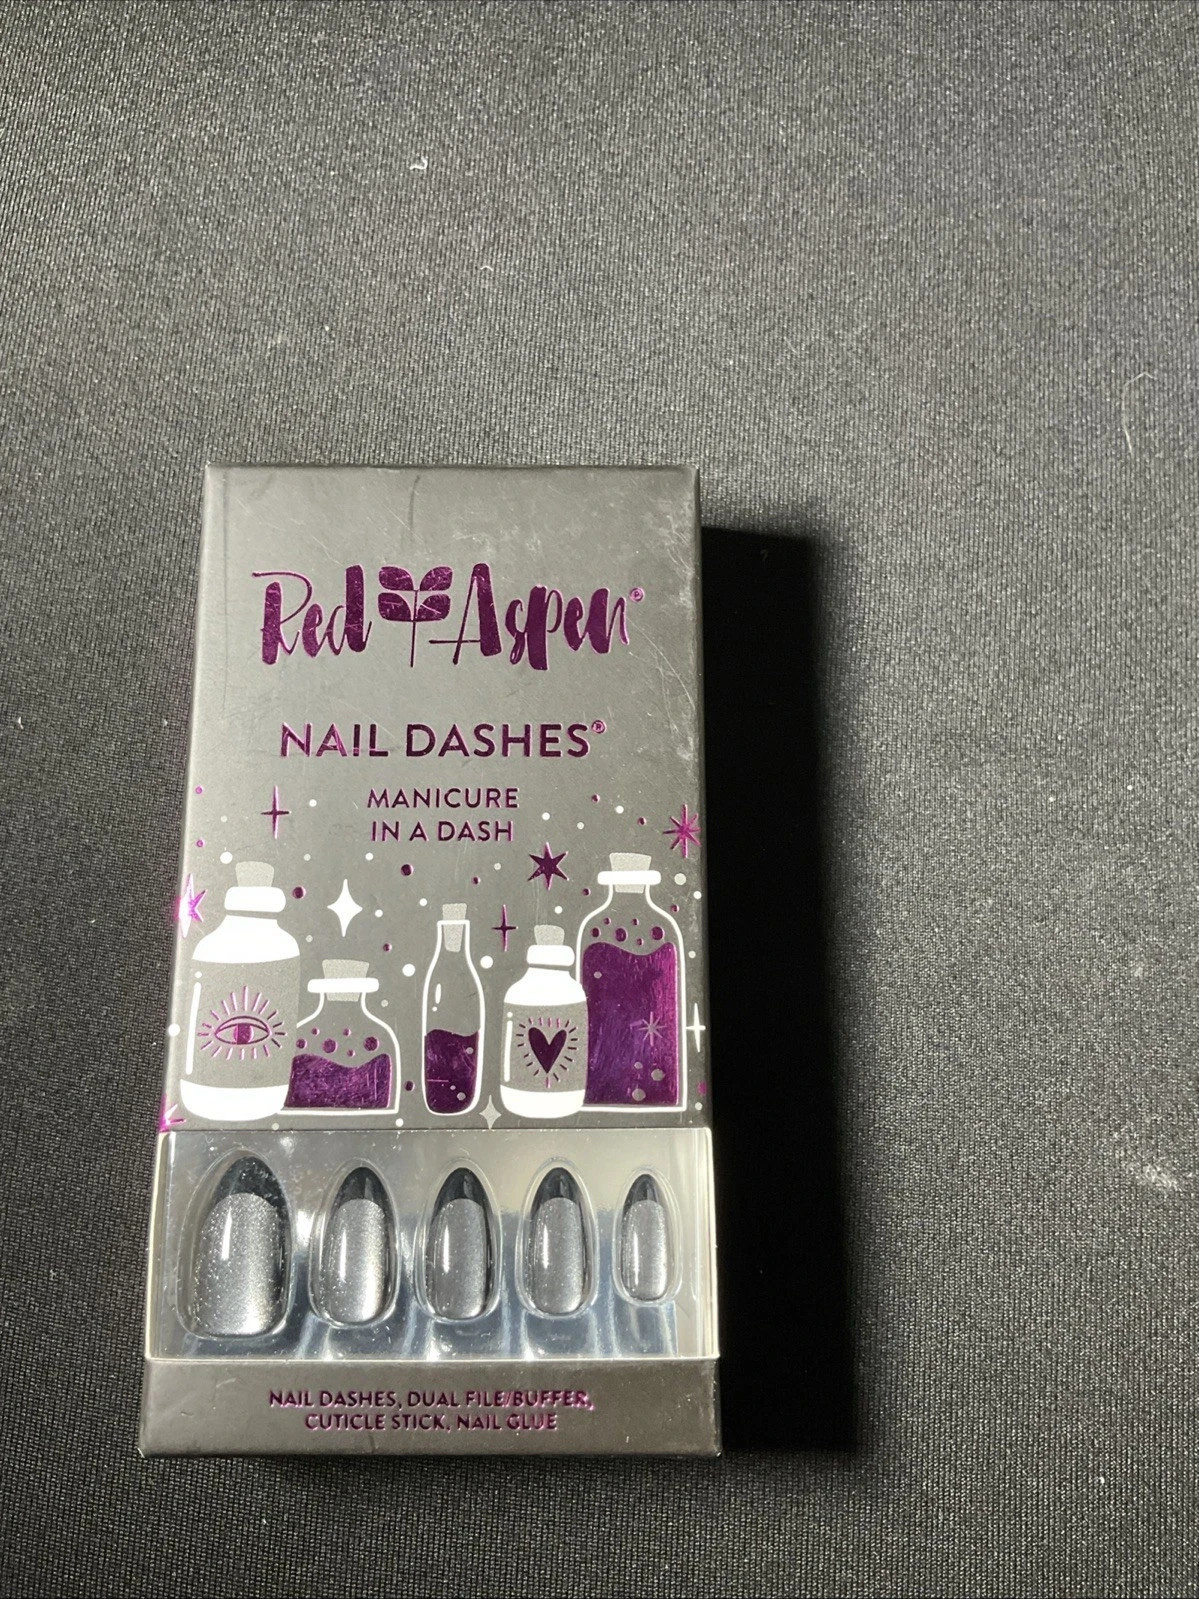 Red Aspen®
NAIL DASHES®
MANICURE
IN A DASH
NAIL DASHES, DUAL FILE/BUFFER,
CUTICLE STICK, NAIL GLUE